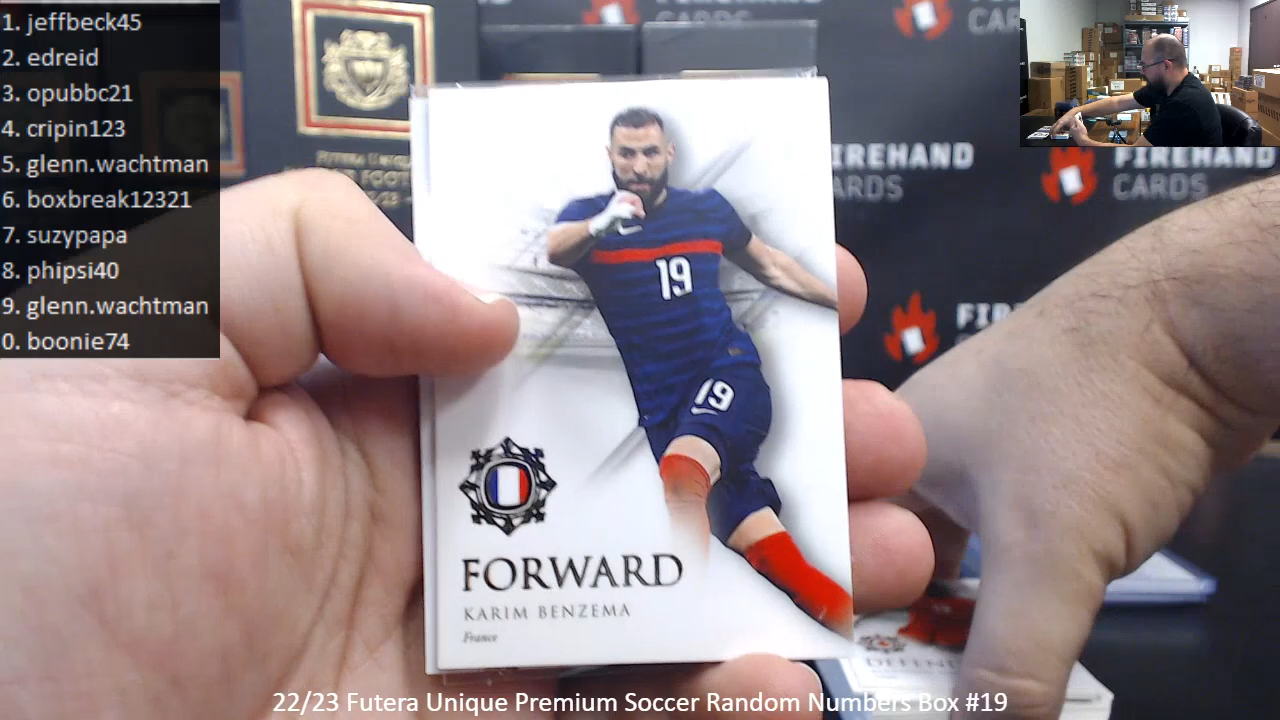 1. jeffbeck45
2. edreid
3. opubbc21
4. cripin123
5. glenn.wachtman
6. boxbreak12321
7. suzypapa
8. phipsi40
9. glenn.wachtman
0. boonie74
CARDS
FIREHAND
CARDS
FIREHAND
CARDS
19
19
FORWARD
KARIM BENZEMA
France
22/23 Futera Unique Premium Soccer Random Numbers Box #19